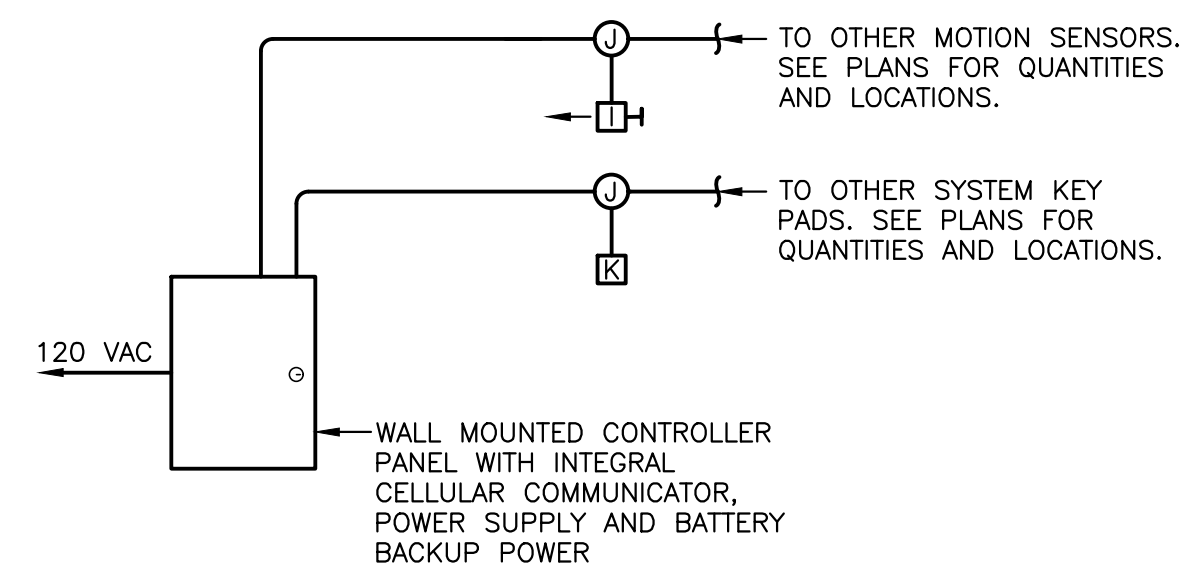 J
TO OTHER MOTION SENSORS.
SEE PLANS FOR QUANTITIES
AND LOCATIONS.
I
J
TO OTHER SYSTEM KEY
PADS. SEE PLANS FOR
QUANTITIES AND LOCATIONS.
K
120 VAC
WALL MOUNTED CONTROLLER
PANEL WITH INTEGRAL
CELLULAR COMMUNICATOR,
POWER SUPPLY AND BATTERY
BACKUP POWER